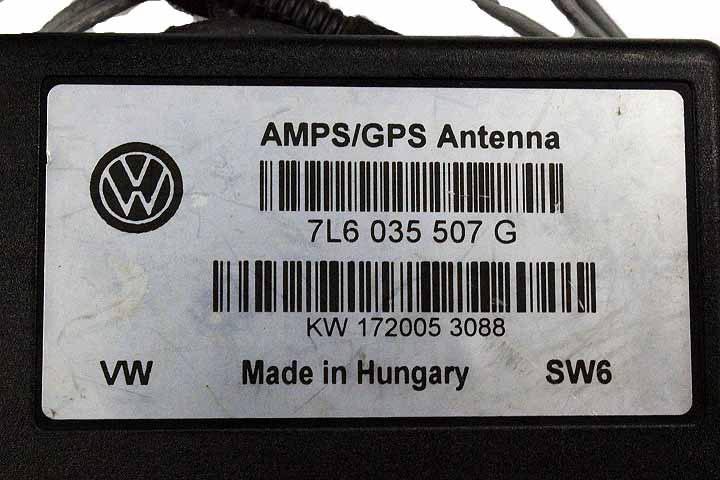 AMPS/GPS Antenna
7L6 035 507 G
KW 172005 3088
VW Made in Hungary SW6